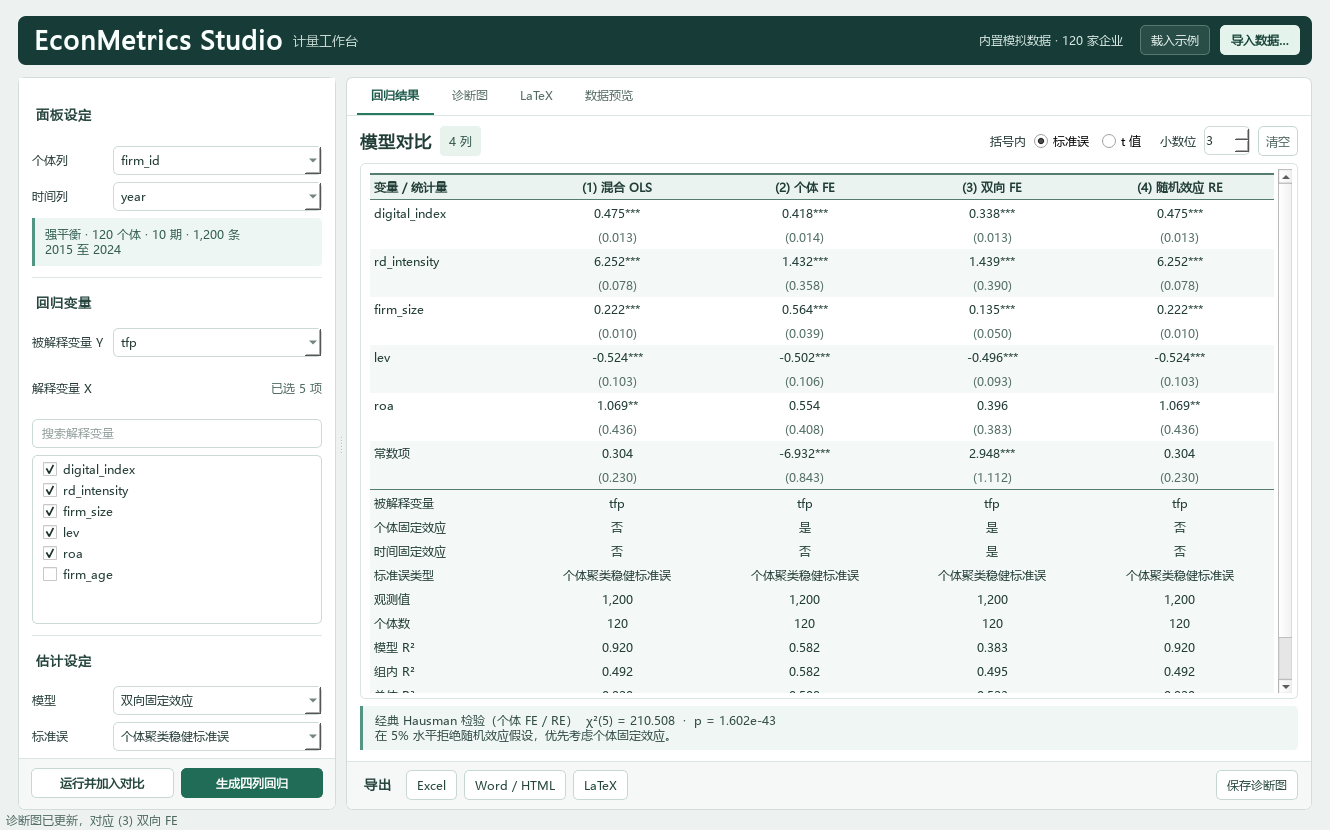 EconMetrics Studio 计量工作台 内置模拟数据 · 120 家企业 载入示例 导入数据...
面板设定
个体列 firm_id
时间列 year
强平衡 · 120 个体 · 10 期 · 1,200 条
2015 至 2024
回归变量
被解释变量 Y tfp
解释变量 X 已选 5 项
搜索解释变量
digital_index
rd_intensity
firm_size
lev
roa
firm_age
估计设定
模型 双向固定效应
标准误 个体聚类稳健标准误
运行并加入对比 生成四列回归
回归结果 诊断图 LaTeX 数据预览
模型对比 4 列 括号内 标准误 t 值 小数位 3 清空
变量 / 统计量 (1) 混合 OLS (2) 个体 FE (3) 双向 FE (4) 随机效应 RE
digital_index 0.475*** 0.418*** 0.338*** 0.475***
(0.013) (0.014) (0.013) (0.013)
rd_intensity 6.252*** 1.432*** 1.439*** 6.252***
(0.078) (0.358) (0.390) (0.078)
firm_size 0.222*** 0.564*** 0.135*** 0.222***
(0.010) (0.039) (0.050) (0.010)
lev -0.524*** -0.502*** -0.496*** -0.524***
(0.103) (0.106) (0.093) (0.103)
roa 1.069** 0.554 0.396 1.069**
(0.436) (0.408) (0.383) (0.436)
常数项 0.304 -6.932*** 2.948*** 0.304
(0.230) (0.843) (1.112) (0.230)
被解释变量 tfp tfp tfp tfp
个体固定效应 否 是 是 否
时间固定效应 否 否 是 否
标准误类型 个体聚类稳健标准误 个体聚类稳健标准误 个体聚类稳健标准误 个体聚类稳健标准误
观测值 1,200 1,200 1,200 1,200
个体数 120 120 120 120
模型 R² 0.920 0.582 0.383 0.920
组内 R² 0.492 0.582 0.495 0.492
经典 Hausman 检验（个体 FE / RE） χ²(5) = 210.508 · p = 1.602e-43
在 5% 水平拒绝随机效应假设，优先考虑个体固定效应。
导出 Excel Word / HTML LaTeX 保存诊断图
诊断图已更新，对应 (3) 双向 FE